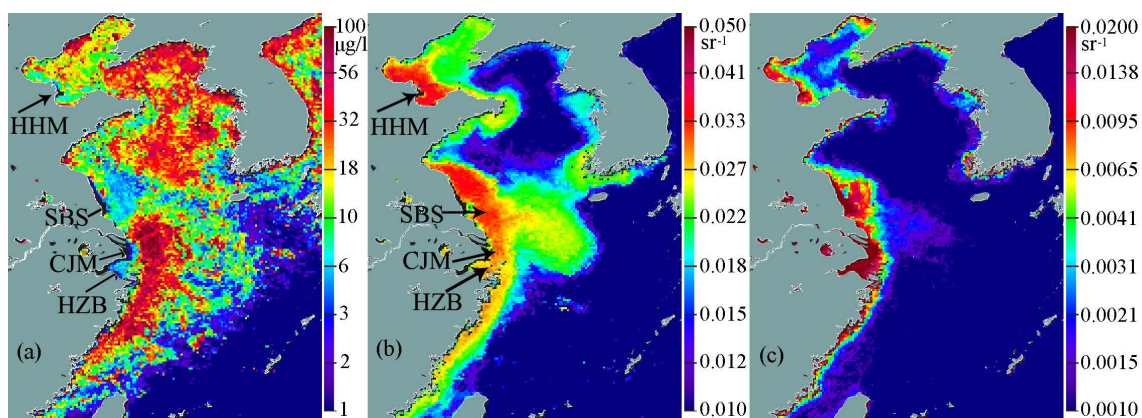 100
µg/l
56
32
18
10
6
3
2
1
HHM
SBS
CJM
HZB
(a)
0.050
sr⁻¹
0.041
0.033
0.027
0.022
0.018
0.014
0.012
0.010
HHM
SBS
CJM
HZB
(b)
0.0200
sr⁻¹
0.0138
0.0095
0.0065
0.0041
0.0031
0.0021
0.0015
0.0010
(c)